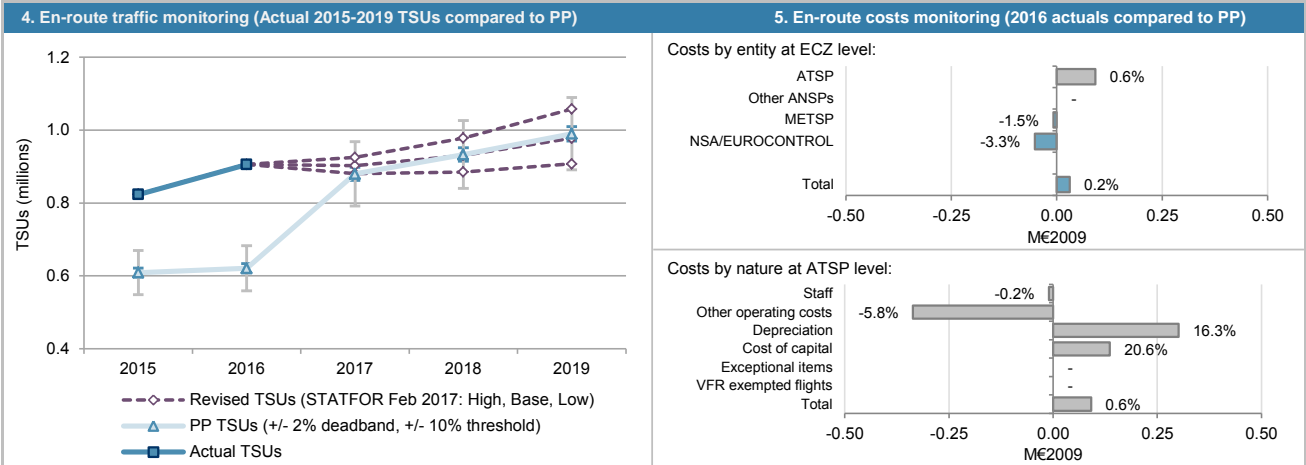 4. En-route traffic monitoring (Actual 2015-2019 TSUs compared to PP)
1.2
1.0
0.8
0.6
0.4
TSUs (millions)
2015 2016 2017 2018 2019
Revised TSUs (STATFOR Feb 2017: High, Base, Low)
PP TSUs (+/- 2% deadband, +/- 10% threshold)
Actual TSUs
5. En-route costs monitoring (2016 actuals compared to PP)
Costs by entity at ECZ level:
ATSP 0.6%
Other ANSPs -
METSP -1.5%
NSA/EUROCONTROL -3.3%
Total 0.2%
-0.50 -0.25 0.00 0.25 0.50
M€2009
Costs by nature at ATSP level:
Staff -0.2%
Other operating costs -5.8%
Depreciation 16.3%
Cost of capital 20.6%
Exceptional items -
VFR exempted flights -
Total 0.6%
-0.50 -0.25 0.00 0.25 0.50
M€2009